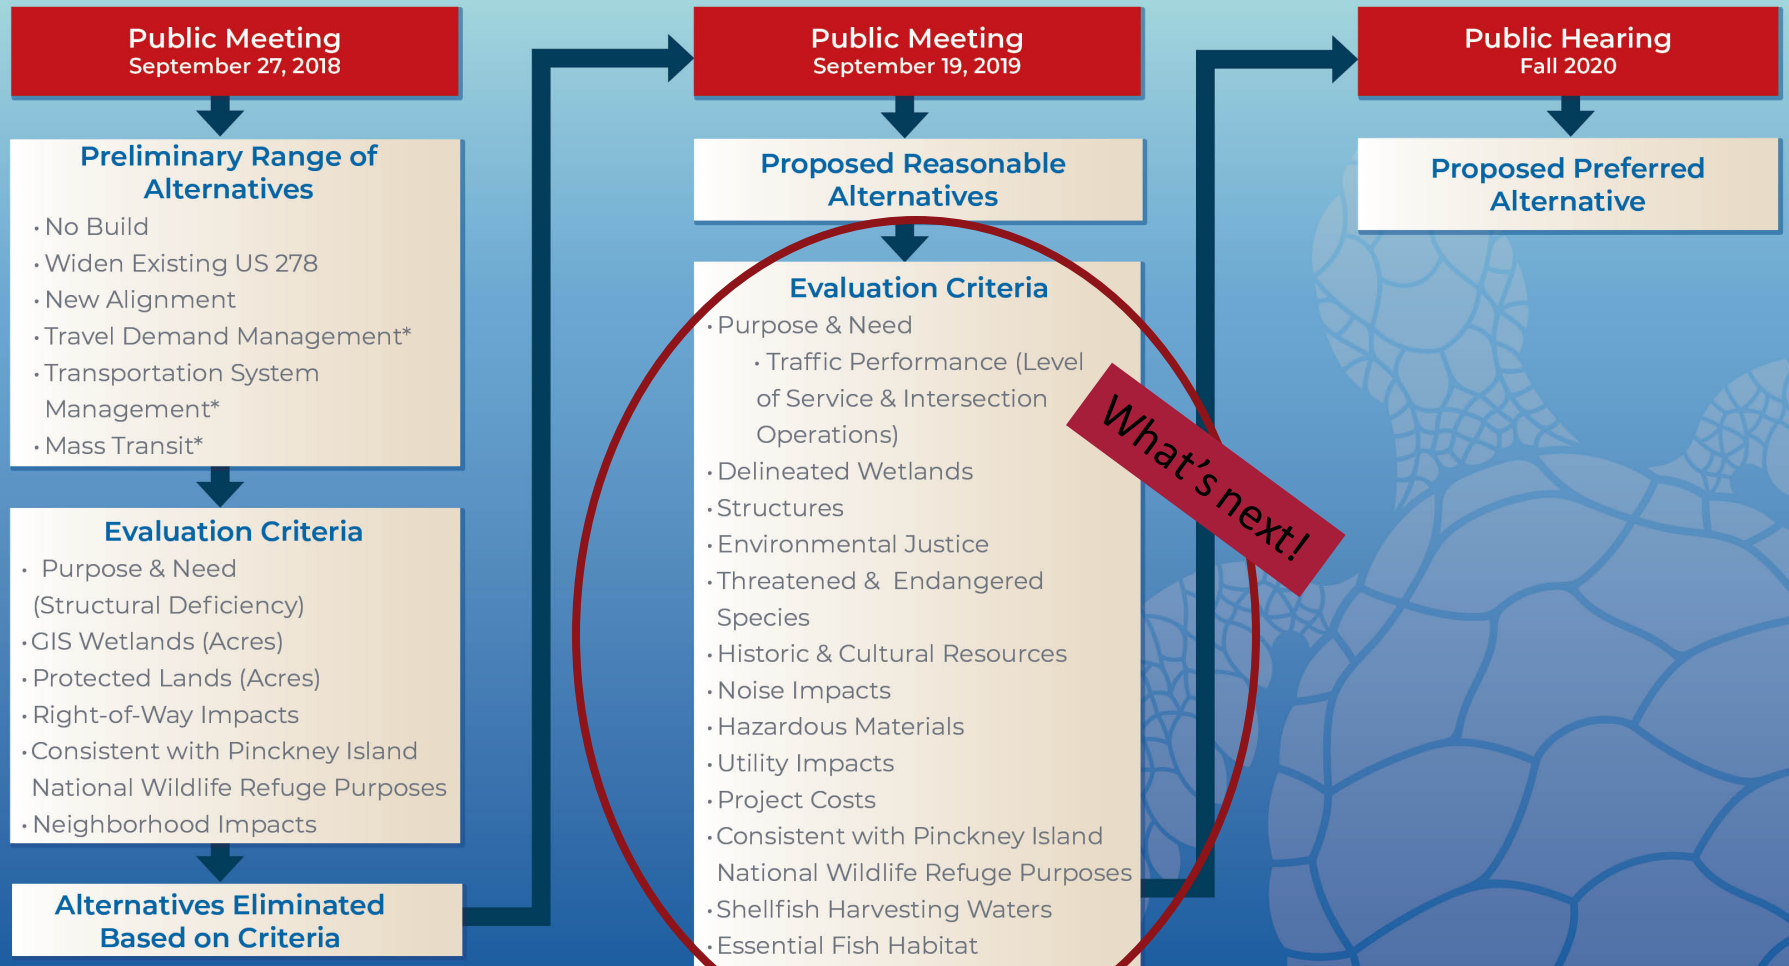 Public Meeting
September 27, 2018
Preliminary Range of
Alternatives
· No Build
· Widen Existing US 278
· New Alignment
· Travel Demand Management*
· Transportation System
Management*
· Mass Transit*
Evaluation Criteria
· Purpose & Need
(Structural Deficiency)
· GIS Wetlands (Acres)
· Protected Lands (Acres)
· Right-of-Way Impacts
· Consistent with Pinckney Island
National Wildlife Refuge Purposes
· Neighborhood Impacts
Alternatives Eliminated
Based on Criteria
Public Meeting
September 19, 2019
Proposed Reasonable
Alternatives
Evaluation Criteria
· Purpose & Need
· Traffic Performance (Level
of Service & Intersection
Operations)
· Delineated Wetlands
· Structures
· Environmental Justice
· Threatened & Endangered
Species
· Historic & Cultural Resources
· Noise Impacts
· Hazardous Materials
· Utility Impacts
· Project Costs
· Consistent with Pinckney Island
National Wildlife Refuge Purposes
· Shellfish Harvesting Waters
· Essential Fish Habitat
What's next!
Public Hearing
Fall 2020
Proposed Preferred
Alternative